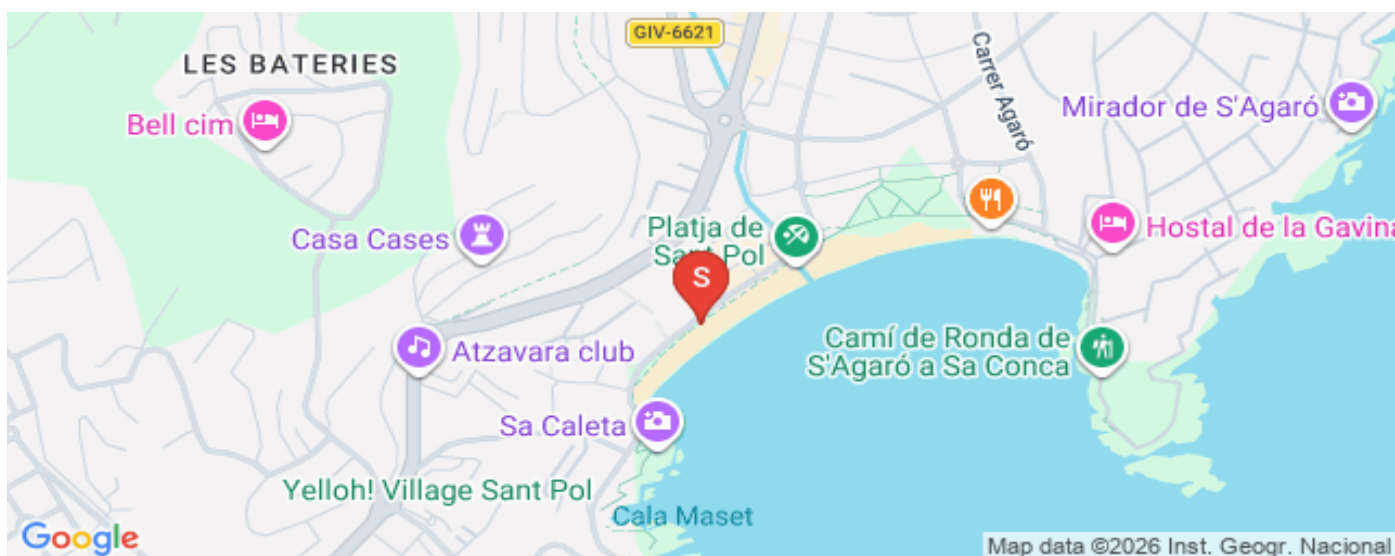 GIV-6621
LES BATERIES
Carrer Agaró
Bell cim
Mirador de S'Agaró
Platja de
Sant Pol
Hostal de la Gavina
Casa Cases
S
Camí de Ronda de
S'Agaró a Sa Conca
Atzavara club
Sa Caleta
Yelloh! Village Sant Pol
Cala Maset
Google
Map data ©2026 Inst. Geogr. Nacional